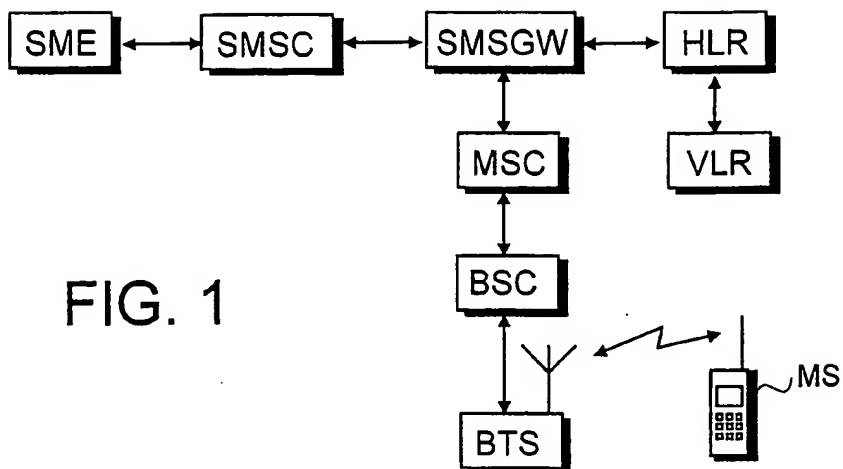 SME
SMSC
SMSGW
HLR
MSC
VLR
BSC
FIG. 1
MS
BTS